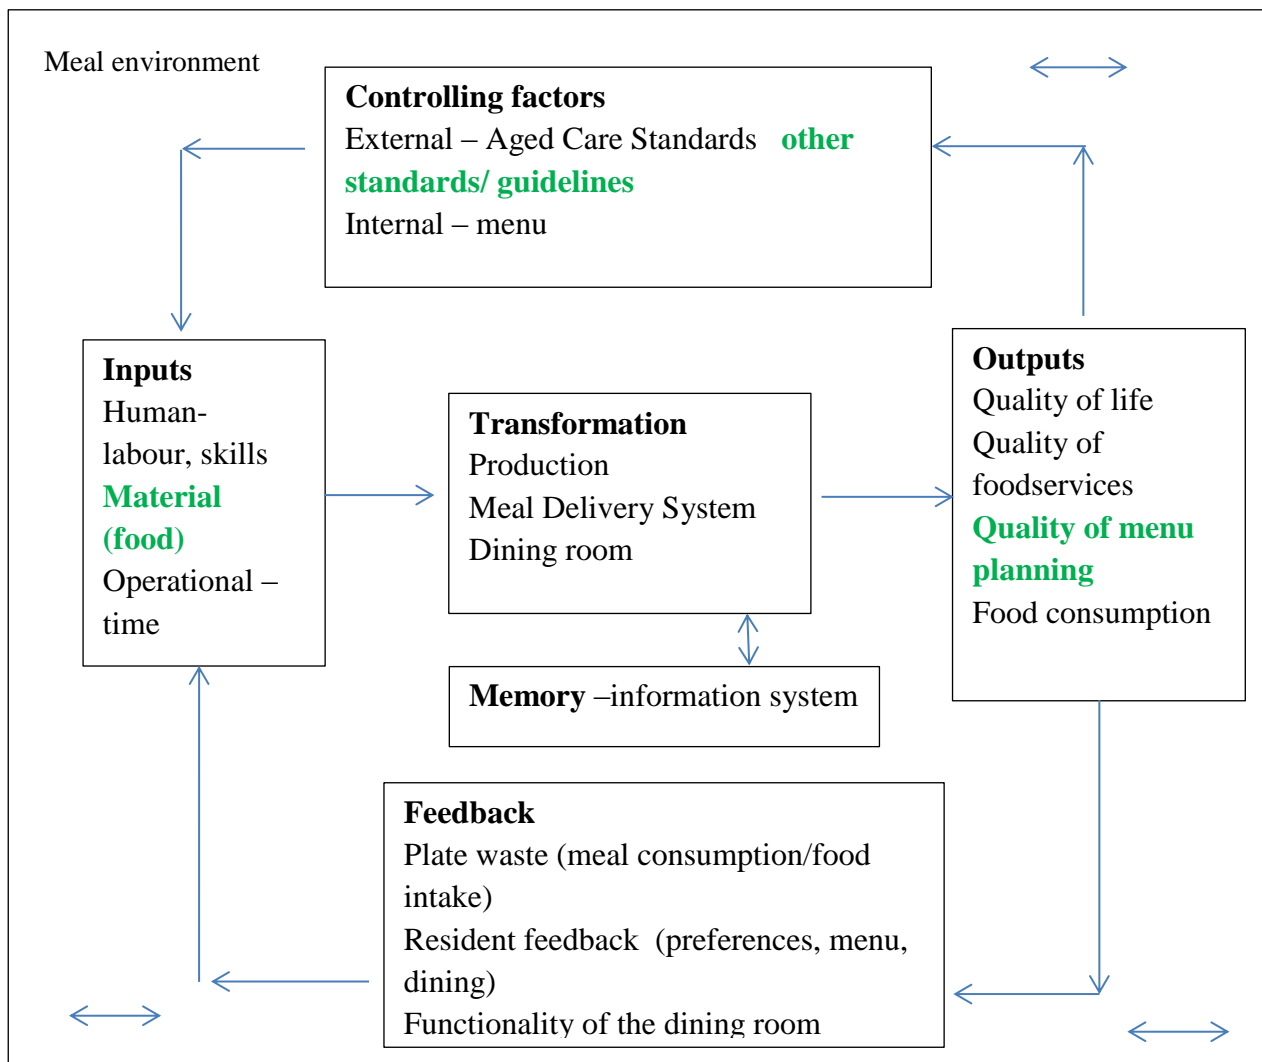 Meal environment
Controlling factors
External – Aged Care Standards other
standards/ guidelines
Internal – menu
Inputs
Human-
labour, skills
Material
(food)
Operational –
time
Transformation
Production
Meal Delivery System
Dining room
Outputs
Quality of life
Quality of
foodservices
Quality of menu
planning
Food consumption
Memory –information system
Feedback
Plate waste (meal consumption/food
intake)
Resident feedback (preferences, menu,
dining)
Functionality of the dining room